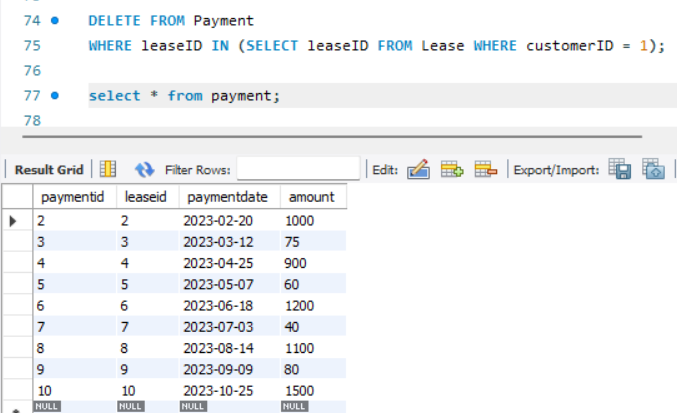 74 DELETE FROM Payment
75 WHERE leaseID IN (SELECT leaseID FROM Lease WHERE customerID = 1);
76
77 select * from payment;
78
Result Grid Filter Rows: Edit: Export/Import:
paymentid leaseid paymentdate amount
2 2 2023-02-20 1000
3 3 2023-03-12 75
4 4 2023-04-25 900
5 5 2023-05-07 60
6 6 2023-06-18 1200
7 7 2023-07-03 40
8 8 2023-08-14 1100
9 9 2023-09-09 80
10 10 2023-10-25 1500
NULL NULL NULL NULL